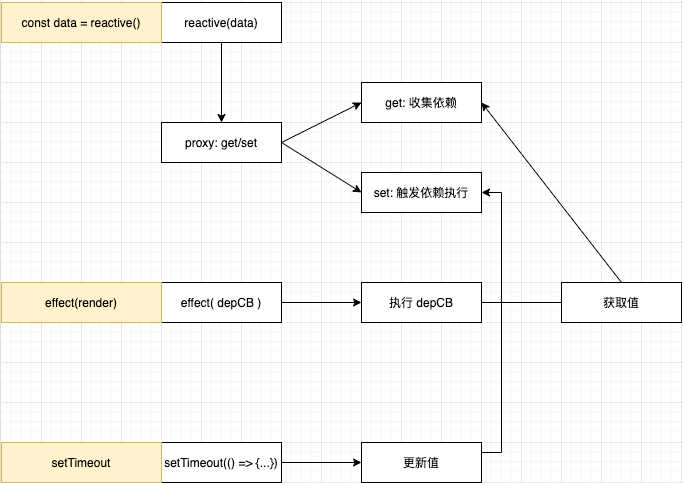 const data = reactive()
reactive(data)
get: 收集依赖
proxy: get/set
set: 触发依赖执行
effect(render)
effect( depCB )
执行 depCB
获取值
setTimeout
setTimeout(() => {...})
更新值